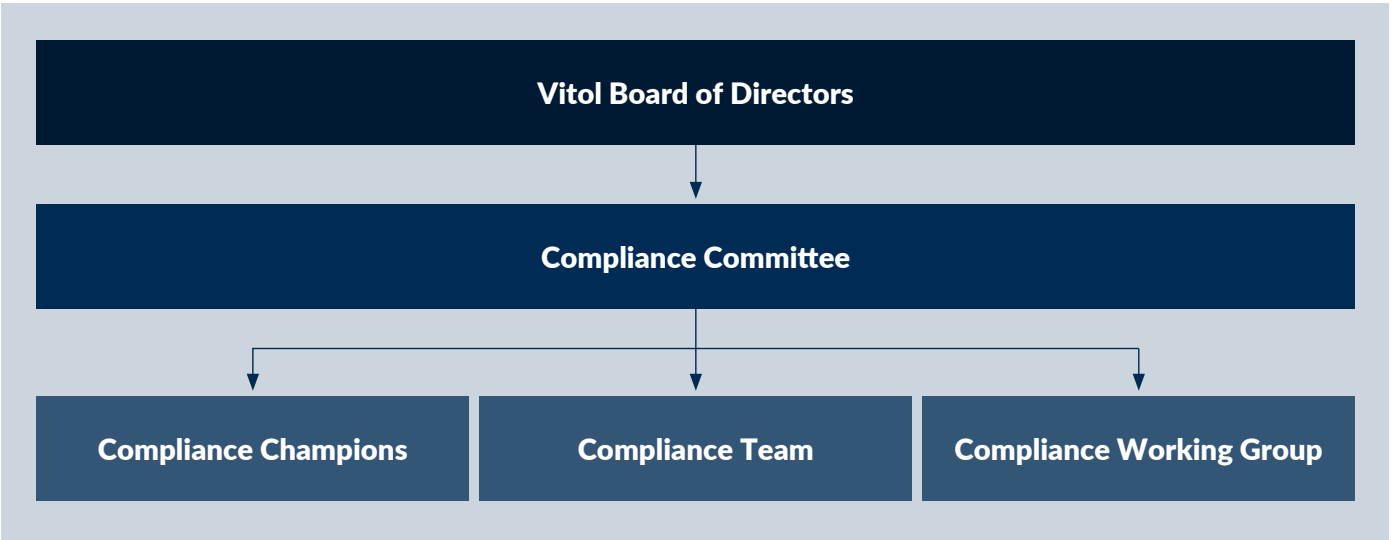 Vitol Board of Directors
Compliance Committee
Compliance Champions
Compliance Team
Compliance Working Group